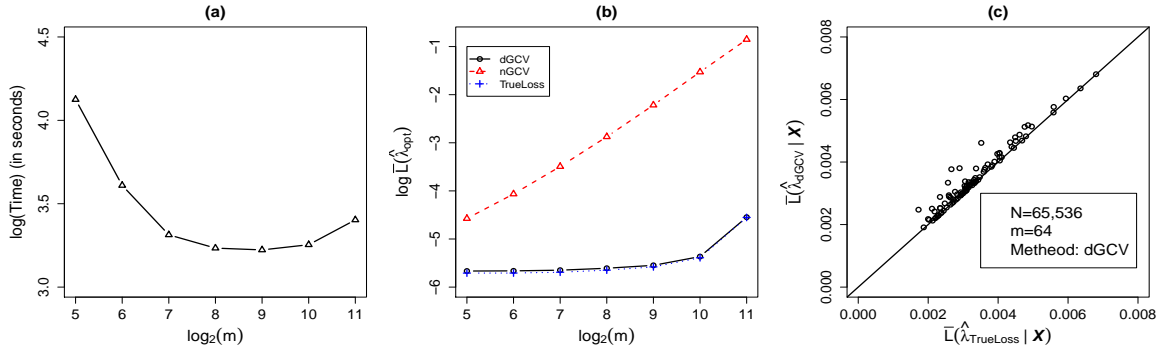 (a)
log(Time) (in seconds)
4.5
4.0
3.5
3.0
5 6 7 8 9 10 11
log₂(m)
(b)
log L̄(λ̂opt)
-1
-2
-3
-4
-5
-6
dGCV
nGCV
TrueLoss
5 6 7 8 9 10 11
log₂(m)
(c)
L̄(λ̂dGCV | X)
0.008
0.006
0.004
0.002
0.000
N=65,536
m=64
Metheod: dGCV
0.000 0.002 0.004 0.006 0.008
L̄(λ̂TrueLoss | X)